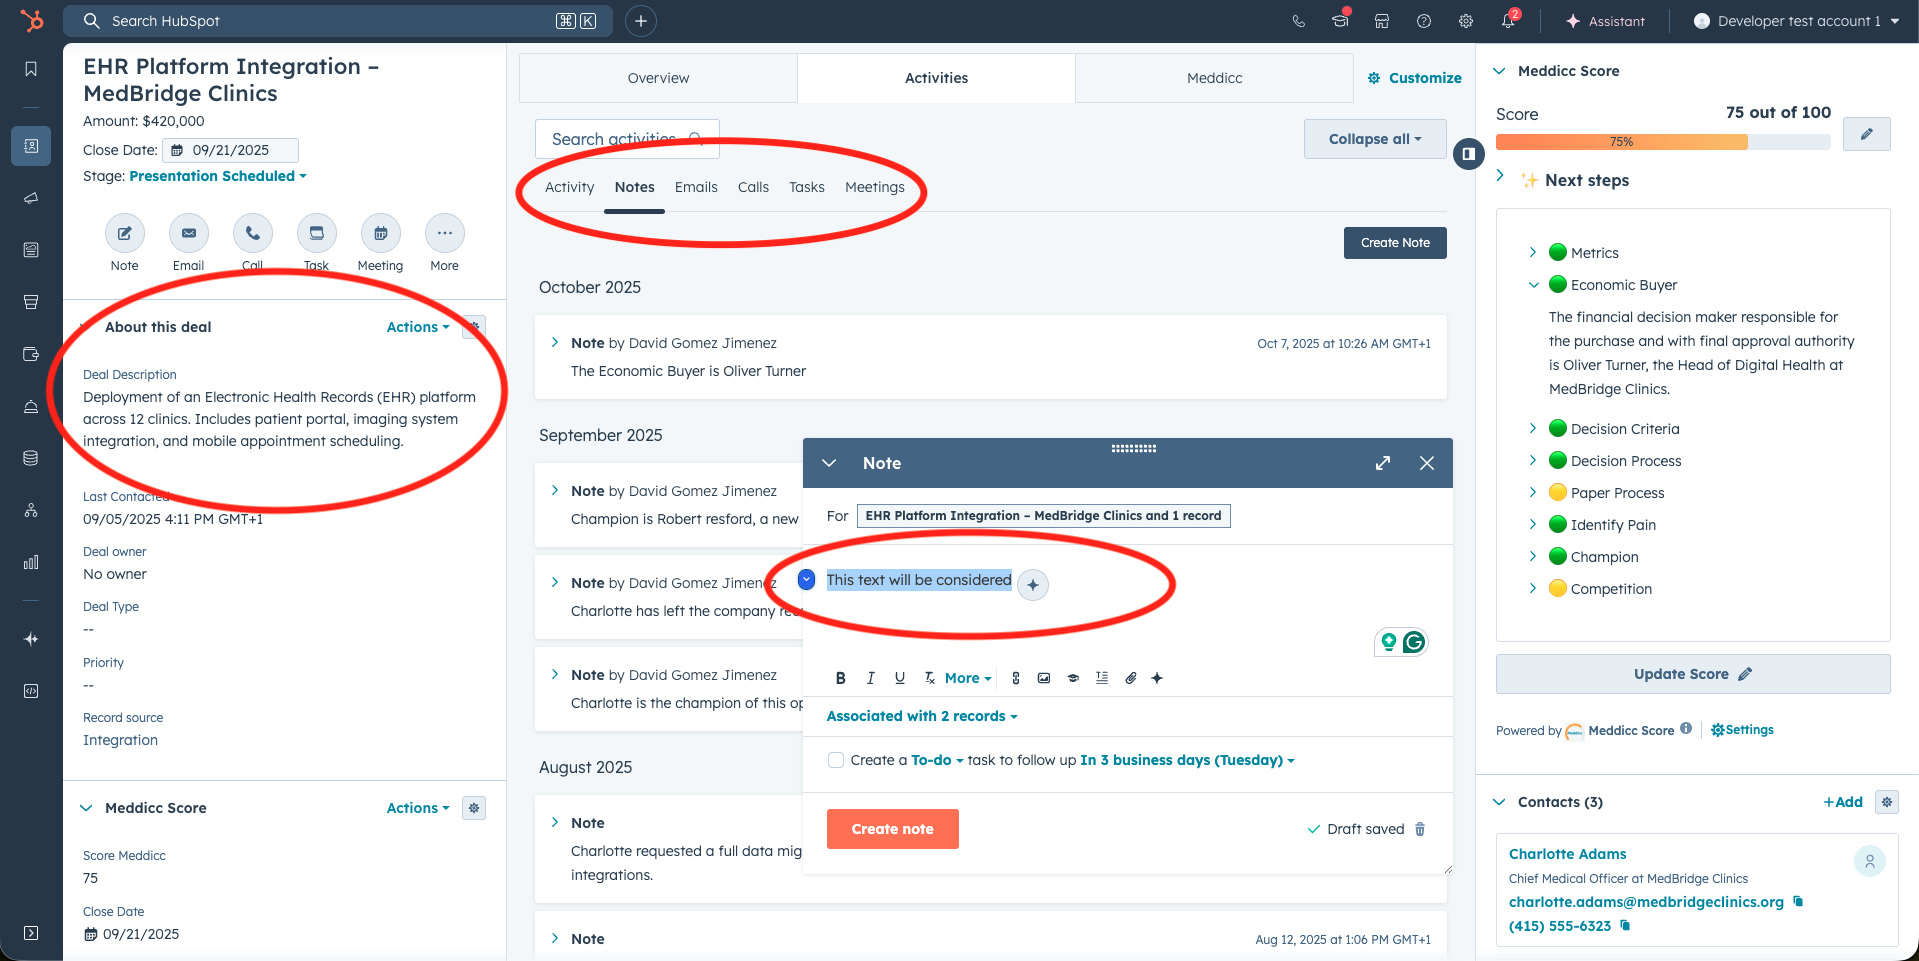 Search HubSpot
⌘ K
2
Assistant
Developer test account 1
EHR Platform Integration –
MedBridge Clinics
Amount: $420,000
Close Date: 09/21/2025
Stage: Presentation Scheduled
Note Email Call Task Meeting More
About this deal
Actions
Deal Description
Deployment of an Electronic Health Records (EHR) platform
across 12 clinics. Includes patient portal, imaging system
integration, and mobile appointment scheduling.
Last Contacted
09/05/2025 4:11 PM GMT+1
Deal owner
No owner
Deal Type
--
Priority
--
Record source
Integration
Meddicc Score
Actions
Score Meddicc
75
Close Date
09/21/2025
Overview Activities Meddicc
Customize
Search activities
Collapse all
Activity Notes Emails Calls Tasks Meetings
Create Note
October 2025
Note by David Gomez Jimenez
Oct 7, 2025 at 10:26 AM GMT+1
The Economic Buyer is Oliver Turner
September 2025
Note by David Gomez Jimenez
Champion is Robert resford, a new
Note by David Gomez Jimenez
Charlotte has left the company
Note by David Gomez Jimenez
Charlotte is the champion of this
August 2025
Note
Charlotte requested a full data
integrations.
Note
Aug 12, 2025 at 1:06 PM GMT+1
Note
For EHR Platform Integration – MedBridge Clinics and 1 record
This text will be considered
B I U Tx More
Associated with 2 records
Create a To-do task to follow up In 3 business days (Tuesday)
Create note
Draft saved
Meddicc Score
Score
75 out of 100
75%
Next steps
Metrics
Economic Buyer
The financial decision maker responsible for
the purchase and with final approval authority
is Oliver Turner, the Head of Digital Health at
MedBridge Clinics.
Decision Criteria
Decision Process
Paper Process
Identify Pain
Champion
Competition
Update Score
Powered by Meddicc Score
Settings
Contacts (3)
+Add
Charlotte Adams
Chief Medical Officer at MedBridge Clinics
charlotte.adams@medbridgeclinics.org
(415) 555-6323